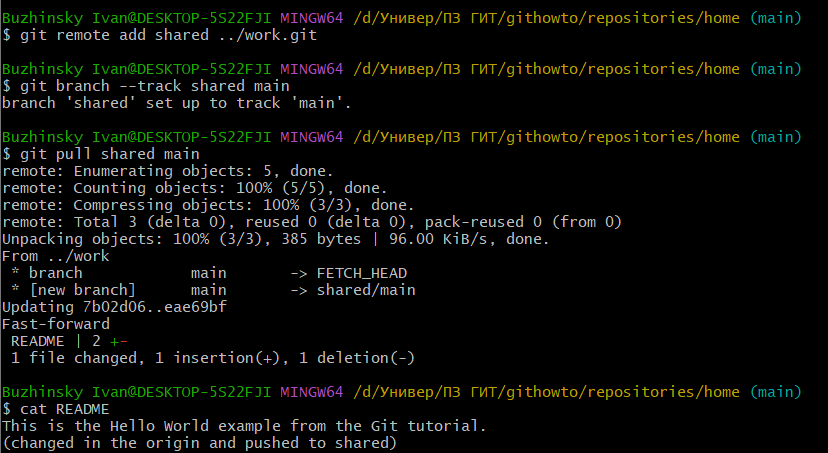 Buzhinsky Ivan@DESKTOP-5S22FJI MINGW64 /d/Универ/ПЗ ГИТ/githowto/repositories/home (main)
$ git remote add shared ../work.git
Buzhinsky Ivan@DESKTOP-5S22FJI MINGW64 /d/Универ/ПЗ ГИТ/githowto/repositories/home (main)
$ git branch --track shared main
branch 'shared' set up to track 'main'.
Buzhinsky Ivan@DESKTOP-5S22FJI MINGW64 /d/Универ/ПЗ ГИТ/githowto/repositories/home (main)
$ git pull shared main
remote: Enumerating objects: 5, done.
remote: Counting objects: 100% (5/5), done.
remote: Compressing objects: 100% (3/3), done.
remote: Total 3 (delta 0), reused 0 (delta 0), pack-reused 0 (from 0)
Unpacking objects: 100% (3/3), 385 bytes | 96.00 KiB/s, done.
From ../work
 * branch            main       -> FETCH_HEAD
 * [new branch]      main       -> shared/main
Updating 7b02d06..eae69bf
Fast-forward
 README | 2 +-
 1 file changed, 1 insertion(+), 1 deletion(-)
Buzhinsky Ivan@DESKTOP-5S22FJI MINGW64 /d/Универ/ПЗ ГИТ/githowto/repositories/home (main)
$ cat README
This is the Hello World example from the Git tutorial.
(changed in the origin and pushed to shared)